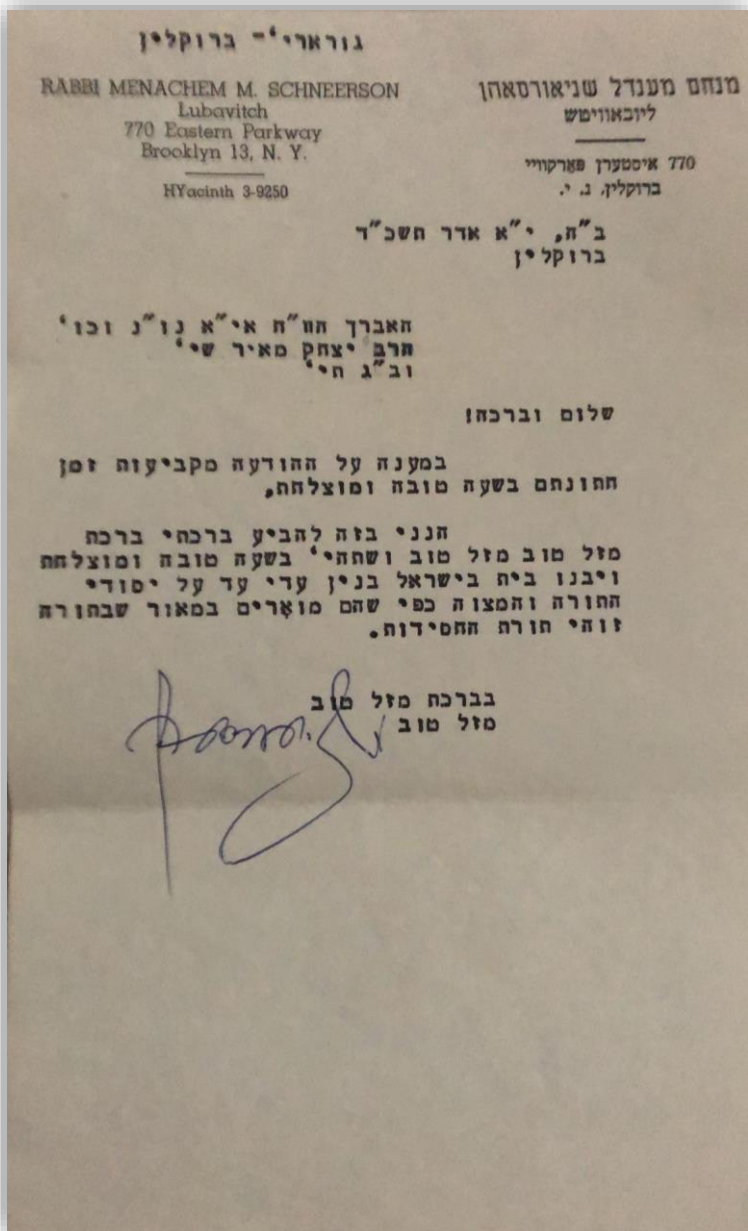 גורארי'- ברוקלין
RABBI MENACHEM M. SCHNEERSON
Lubavitch
770 Eastern Parkway
Brooklyn 13, N. Y.
HYacinth 3-9250
מנחם מענדל שניאורסאהן
ליובאוויטש
770 איסטערן פארקוויי
ברוקלין, נ. י.
ב"ה, י"א אדר תשכ"ד
ברוקלין
האברך הוו"ח אי"א נו"נ וכו'
הרב יצחק מאיר שי'
וב"ג תי'
שלום וברכה!
במענה על ההודעה מקביעות זמן
חתונתם בשעה טובה ומוצלחת,
הנני בזה להביע ברכתי ברכת
מזל טוב מזל טוב ושתהי' בשעה טובה ומוצלחת
ויבנו בית בישראל בנין עדי עד על יסודי
התורה והמצוה כפי שהם מוארים במאור שבתורה
זוהי תורת החסידות.
בברכת מזל טוב
מזל טוב